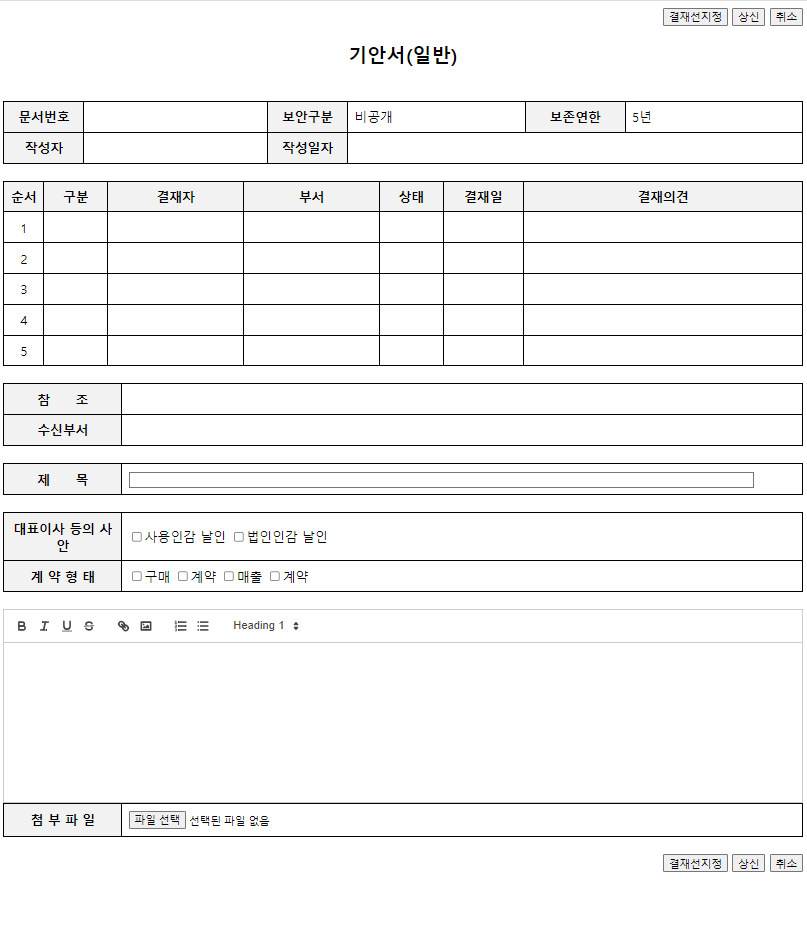 결재선지정 상신 취소
기안서(일반)
문서번호 보안구분 비공개 보존연한 5년
작성자 작성일자
순서 구분 결재자 부서 상태 결재일 결재의견
1
2
3
4
5
참 조
수신부서
제 목
대표이사 등의 사
안
사용인감 날인 법인인감 날인
계 약 형 태 구매 계약 매출 계약
B I U S Heading 1
첨 부 파 일 파일 선택 선택된 파일 없음
결재선지정 상신 취소